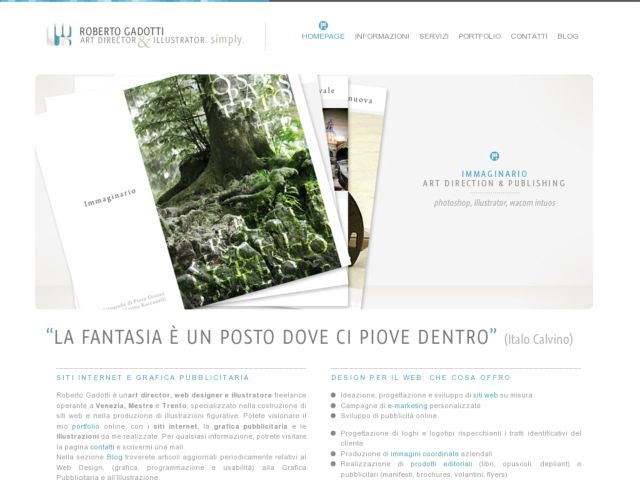 ROBERTO GADOTTI
ART DIRECTOR & ILLUSTRATOR. simply.
HOMEPAGE INFORMAZIONI SERVIZI PORTFOLIO CONTATTI BLOG
Immaginario
nuova
IMMAGINARIO
ART DIRECTION & PUBLISHING
photoshop, illustrator, wacom intuos
“LA FANTASIA È UN POSTO DOVE CI PIOVE DENTRO” (Italo Calvino)
SITI INTERNET E GRAFICA PUBBLICITARIA
Roberto Gadotti è unart director, web designer e illustratore freelance
operante a Venezia, Mestre e Trento, specializzato nella costruzione di
siti web e nella produzione di illustrazioni figurative. Potete visionare il
mio portfolio online, con i siti internet, la grafica pubblicitaria e le
illustrazioni da me realizzate. Per qualsiasi informazione, potrete visitare
la pagina contatti e scrivermi una mail.
Nella sezione Blog troverete articoli aggiornati periodicamente relativi al
Web Design, (grafica, programmazione e usabilità) alla Grafica
Pubblicitaria e all'Illustrazione.
DESIGN PER IL WEB: CHE COSA OFFRO
Ideazione, progettazione e sviluppo di siti web su misura
Campagne di e-marketing personalizzate
Sviluppo di pubblicità online.
Progettazione di loghi e logotipi rispecchianti i tratti identificativi del
cliente
Produzione di immagini coordinate aziendali
Realizzazione di prodotti editoriali (libri, opuscoli, depliant) e
pubblicitari (manifesti, brochures, volantini, flyers)